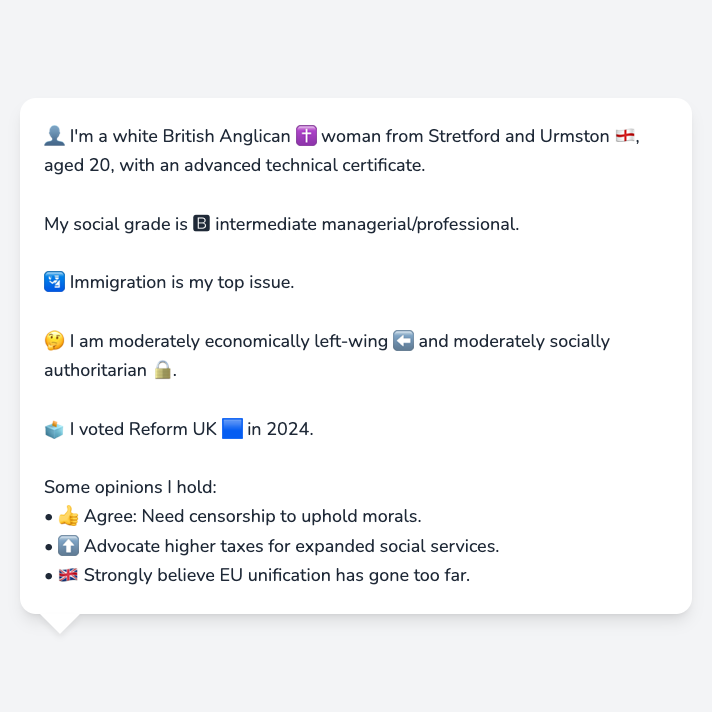 👤 I'm a white British Anglican ✝️ woman from Stretford and Urmston 🏴󠁧󠁢󠁥󠁮󠁧󠁿,
aged 20, with an advanced technical certificate.
My social grade is 🅱 intermediate managerial/professional.
🛂 Immigration is my top issue.
🤔 I am moderately economically left-wing ⬅️ and moderately socially
authoritarian 🔒.
🗳️ I voted Reform UK 🟦 in 2024.
Some opinions I hold:
• 👍 Agree: Need censorship to uphold morals.
• ⬆️ Advocate higher taxes for expanded social services.
• 🇬🇧 Strongly believe EU unification has gone too far.